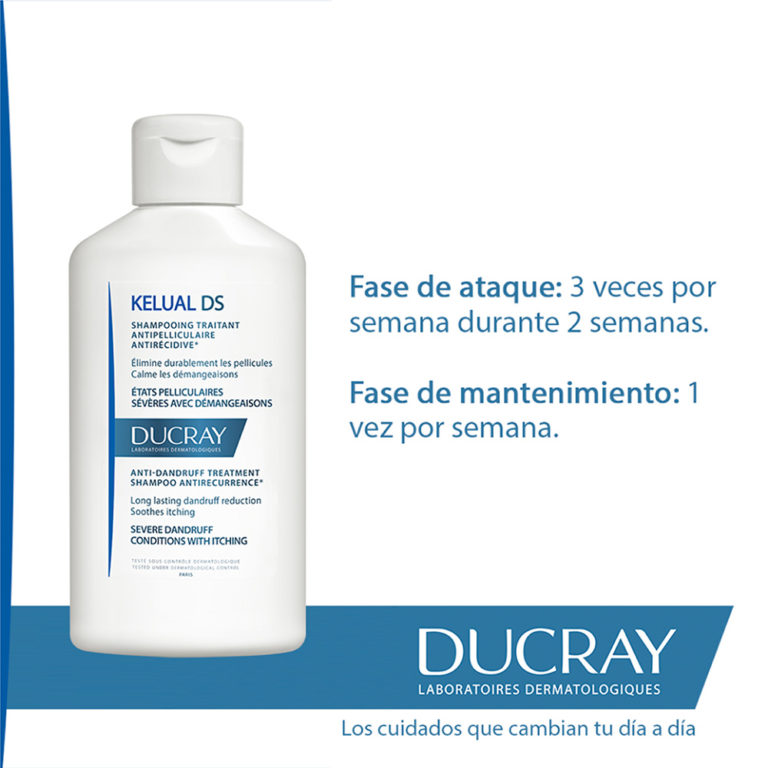 KELUAL DS
SHAMPOOING TRAITANT
ANTIPELLICULAIRE
ANTIRÉCIDIVE*
Élimine durablement les pellicules
Calme les démangeaisons
ÉTATS PELLICULAIRES
SÉVÈRES AVEC DÉMANGEAISONS
DUCRAY
LABORATOIRES DERMATOLOGIQUES
ANTI-DANDRUFF TREATMENT
SHAMPOO ANTIRECURRENCE*
Long lasting dandruff reduction
Soothes itching
SEVERE DANDRUFF
CONDITIONS WITH ITCHING
TESTÉ SOUS CONTRÔLE DERMATOLOGIQUE
TESTED UNDER DERMATOLOGICAL CONTROL
PARIS
Fase de ataque: 3 veces por
semana durante 2 semanas.
Fase de mantenimiento: 1
vez por semana.
DUCRAY
LABORATOIRES DERMATOLOGIQUES
Los cuidados que cambian tu día a día